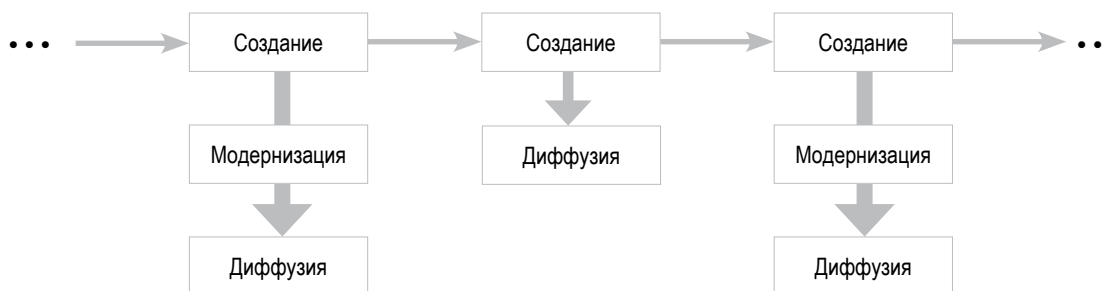 ... Создание Создание Создание ..
Модернизация Диффузия Модернизация
Диффузия Диффузия